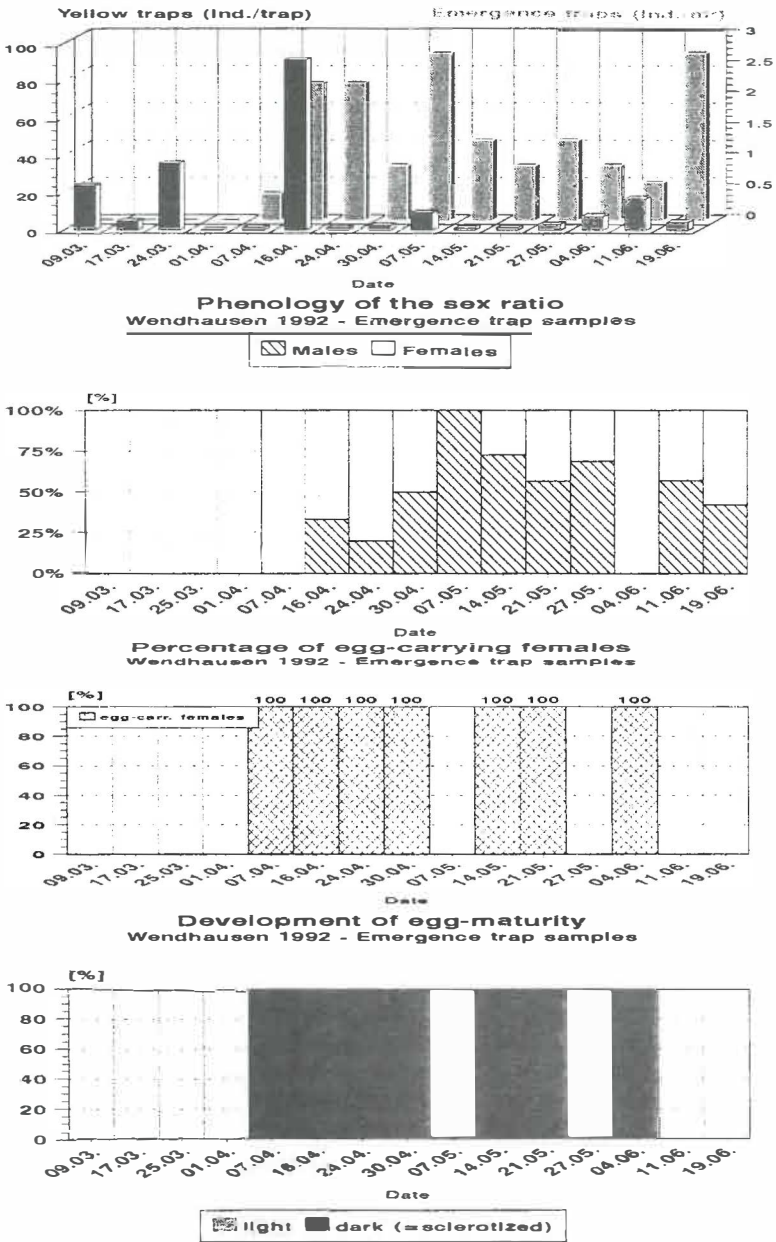 Yellow traps (Ind./trap) Emergence traps (Ind./m²)
100 3
80 2.5
60 2
40 1.5
20 1
0 0.5
0
09.03. 17.03. 24.03. 01.04. 07.04. 16.04. 24.04. 30.04. 07.05. 14.05. 21.05. 27.05. 04.06. 11.06. 19.06.
Date
Phenology of the sex ratio
Wendhausen 1992 - Emergence trap samples
Males Females
[%]
100%
75%
50%
25%
0%
09.03. 17.03. 25.03. 01.04. 07.04. 16.04. 24.04. 30.04. 07.05. 14.05. 21.05. 27.05. 04.06. 11.06. 19.06.
Date
Percentage of egg-carrying females
Wendhausen 1992 - Emergence trap samples
[%]
100 100 100 100 100 100 100
100
egg-carr. females
80
60
40
20
0
09.03. 17.03. 25.03. 01.04. 07.04. 16.04. 24.04. 30.04. 07.05. 14.05. 21.05. 27.05. 04.06. 11.06. 19.06.
Date
Development of egg-maturity
Wendhausen 1992 - Emergence trap samples
[%]
100
80
60
40
20
0
09.03. 17.03. 25.03. 01.04. 07.04. 16.04. 24.04. 30.04. 07.05. 14.05. 21.05. 27.05. 04.06. 11.06. 19.06.
Date
light dark (=sclerotized)